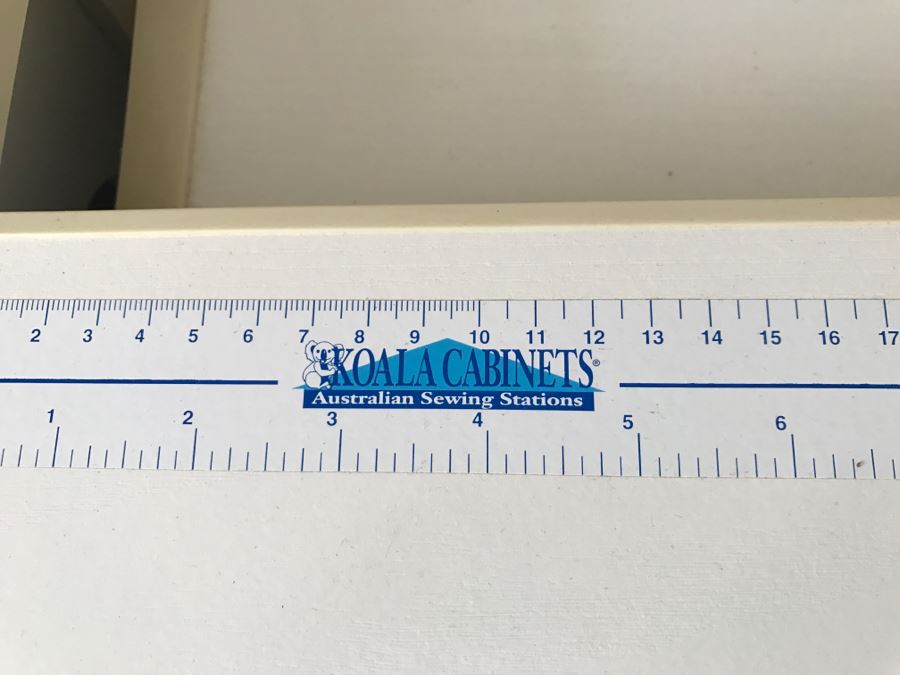 2 3 4 5 6 7 8 9 10 11 12 13 14 15 16 17
KOALA CABINETS®
Australian Sewing Stations
1 2 3 4 5 6